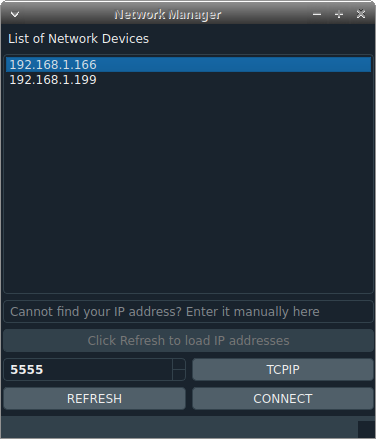 Network Manager
List of Network Devices
192.168.1.166
192.168.1.199
Cannot find your IP address? Enter it manually here
Click Refresh to load IP addresses
5555
TCPIP
REFRESH
CONNECT